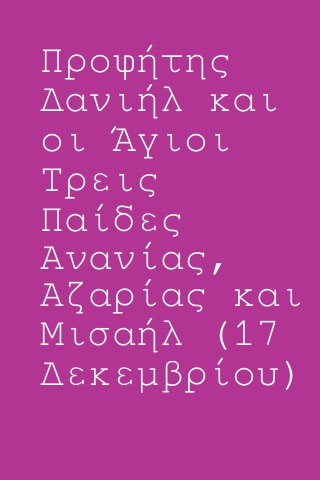 Προφήτης
Δανιήλ και
οι Άγιοι
Τρεις
Παίδες
Ανανίας,
Αζαρίας και
Μισαήλ (17
Δεκεμβρίου)